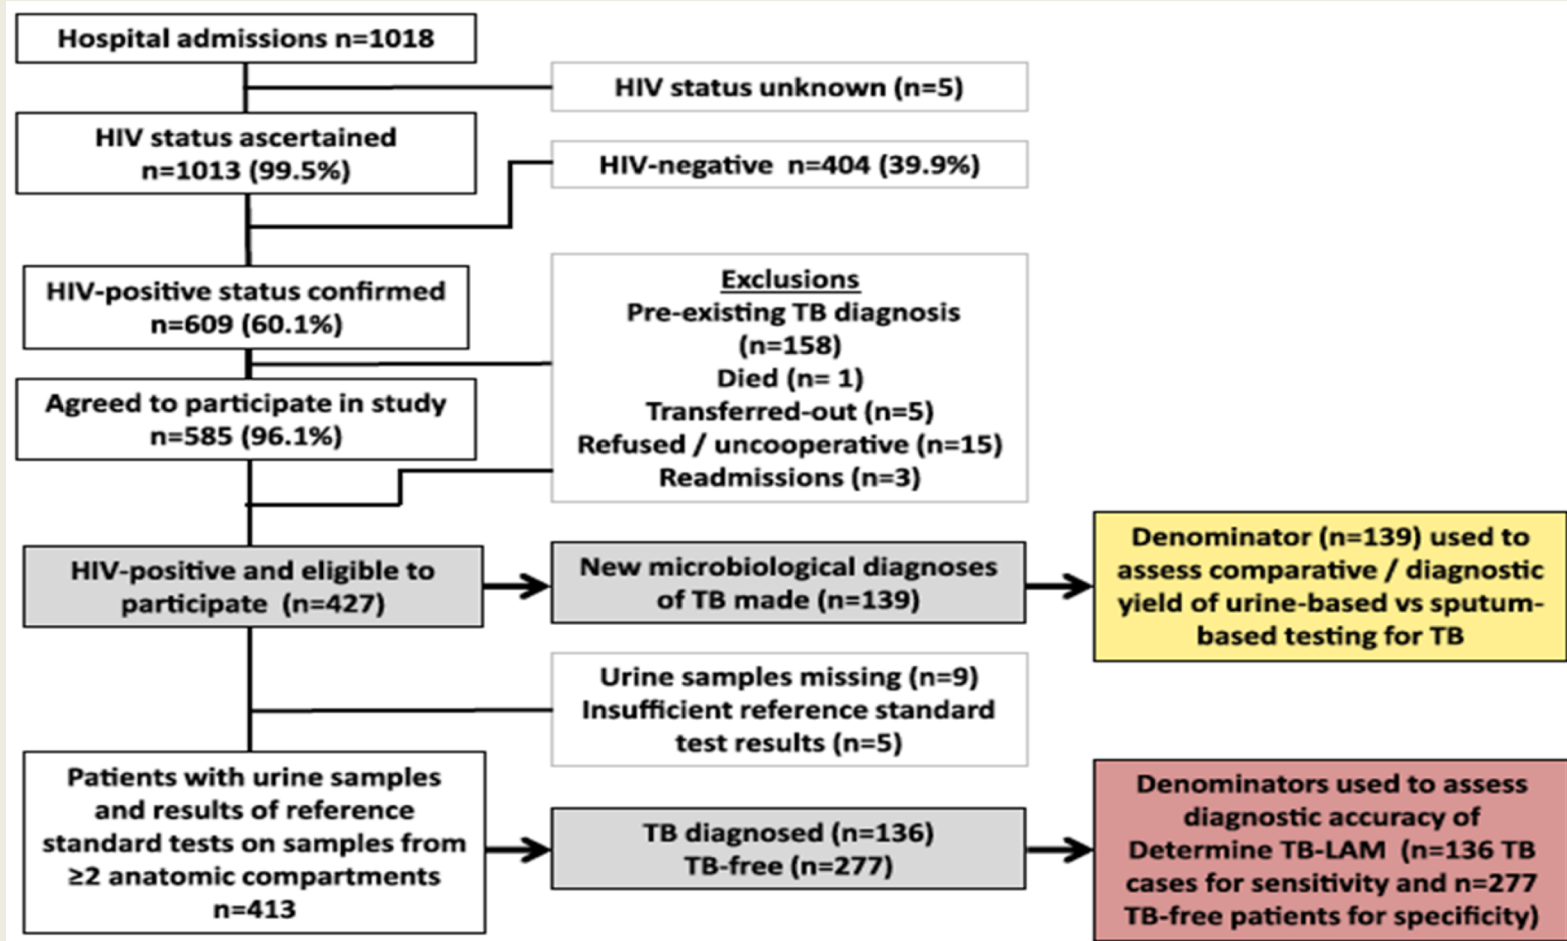 Hospital admissions n=1018
HIV status unknown (n=5)
HIV status ascertained
n=1013 (99.5%)
HIV-negative  n=404 (39.9%)
HIV-positive status confirmed
n=609 (60.1%)
Exclusions
Pre-existing TB diagnosis
(n=158)
Died (n= 1)
Transferred-out (n=5)
Refused / uncooperative (n=15)
Readmissions (n=3)
Agreed to participate in study
n=585 (96.1%)
HIV-positive and eligible to
participate  (n=427)
New microbiological diagnoses
of TB made (n=139)
Denominator (n=139) used to
assess comparative / diagnostic
yield of urine-based vs sputum-
based testing for TB
Urine samples missing (n=9)
Insufficient reference standard
test results (n=5)
Patients with urine samples
and results of reference
standard tests on samples from
≥2 anatomic compartments
n=413
TB diagnosed (n=136)
TB-free (n=277)
Denominators used to assess
diagnostic accuracy of
Determine TB-LAM  (n=136 TB
cases for sensitivity and n=277
TB-free patients for specificity)